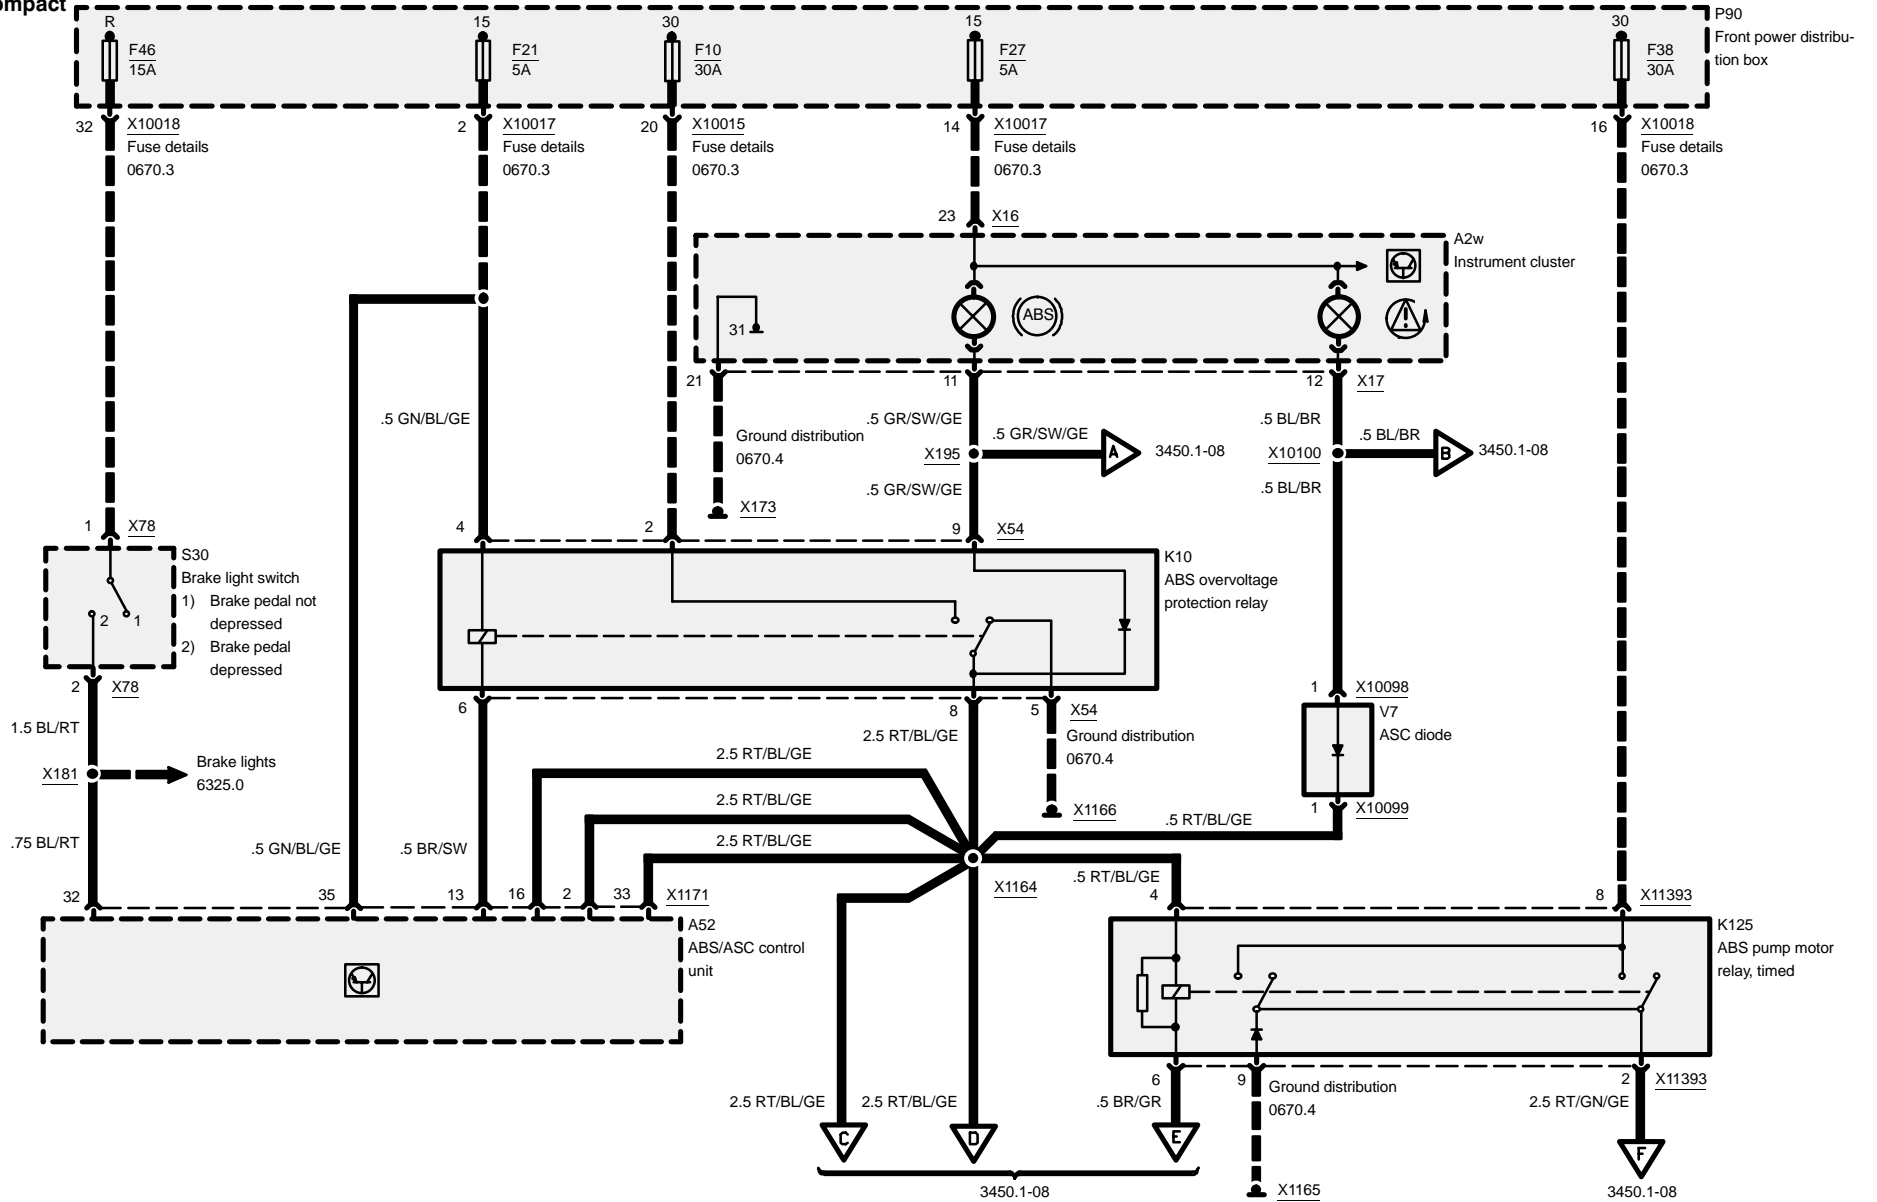 ompact
R
15
30
15
30
P90
Front power distribu-
tion box
F46
15A
F21
5A
F10
30A
F27
5A
F38
30A
32
X10018
Fuse details
0670.3
2
X10017
Fuse details
0670.3
20
X10015
Fuse details
0670.3
14
X10017
Fuse details
0670.3
16
X10018
Fuse details
0670.3
23
X16
A2w
Instrument cluster
ABS
31
21
11
12
X17
.5 GN/BL/GE
.5 GR/SW/GE
.5 GR/SW/GE
.5 BL/BR
.5 BL/BR
Ground distribution
0670.4
X195
A
3450.1-08
X10100
B
3450.1-08
.5 GR/SW/GE
.5 BL/BR
X173
1
X78
4
2
9
X54
S30
Brake light switch
1) Brake pedal not
depressed
2) Brake pedal
depressed
2
1
K10
ABS overvoltage
protection relay
2
X78
6
8
5
X54
1
X10098
V7
ASC diode
1.5 BL/RT
2.5 RT/BL/GE
Ground distribution
0670.4
X181
Brake lights
6325.0
2.5 RT/BL/GE
2.5 RT/BL/GE
X1166
1
X10099
.5 RT/BL/GE
.75 BL/RT
.5 GN/BL/GE
.5 BR/SW
2.5 RT/BL/GE
X1164
.5 RT/BL/GE
32
35
13
16
2
33
X1171
4
8
X11393
A52
ABS/ASC control
unit
K125
ABS pump motor
relay, timed
6
9
Ground distribution
0670.4
2
X11393
2.5 RT/BL/GE
2.5 RT/BL/GE
.5 BR/GR
2.5 RT/GN/GE
C
D
E
F
3450.1-08
X1165
3450.1-08